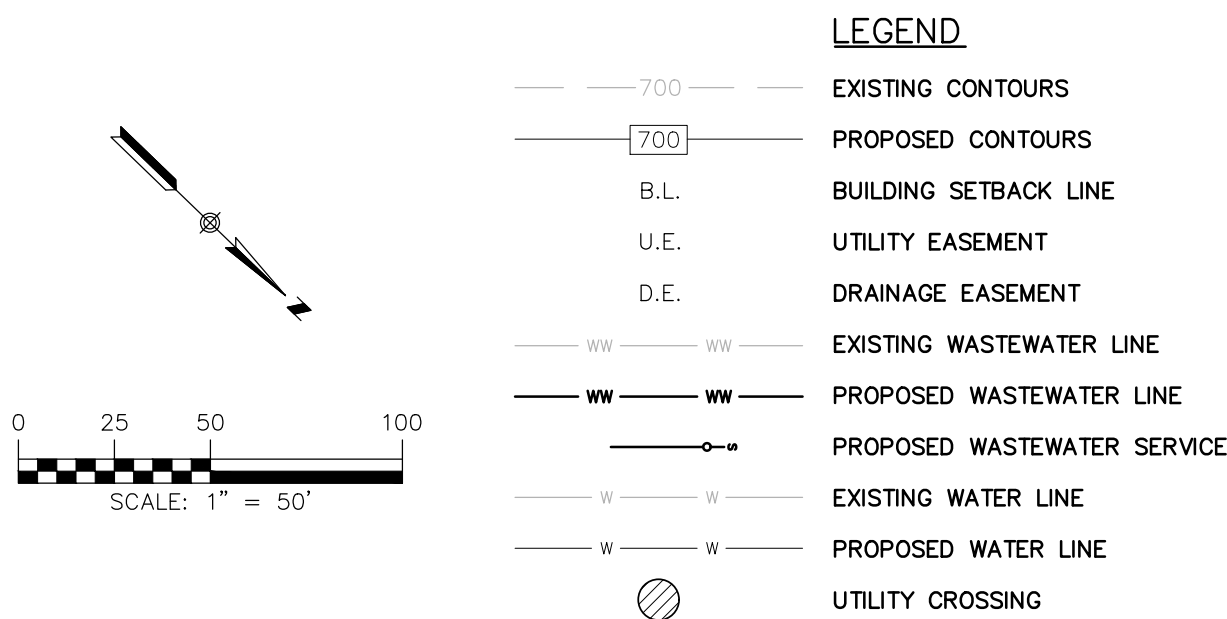 LEGEND
700 EXISTING CONTOURS
700 PROPOSED CONTOURS
B.L. BUILDING SETBACK LINE
U.E. UTILITY EASEMENT
D.E. DRAINAGE EASEMENT
WW WW EXISTING WASTEWATER LINE
WW WW PROPOSED WASTEWATER LINE
S PROPOSED WASTEWATER SERVICE
W W EXISTING WATER LINE
W W PROPOSED WATER LINE
UTILITY CROSSING
N
0 25 50 100
SCALE: 1" = 50'